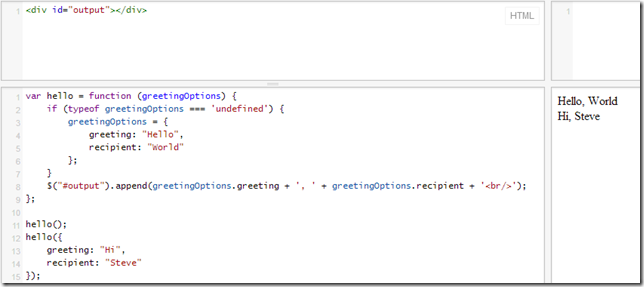 1 <div id="output"></div>
HTML
1
1 var hello = function (greetingOptions) {
2 if (typeof greetingOptions === 'undefined') {
3 greetingOptions = {
4 greeting: "Hello",
5 recipient: "World"
6 };
7 }
8 $("#output").append(greetingOptions.greeting + ', ' + greetingOptions.recipient + '<br/>');
9 };
10
11 hello();
12 hello({
13 greeting: "Hi",
14 recipient: "Steve"
15 });
Hello, World
Hi, Steve